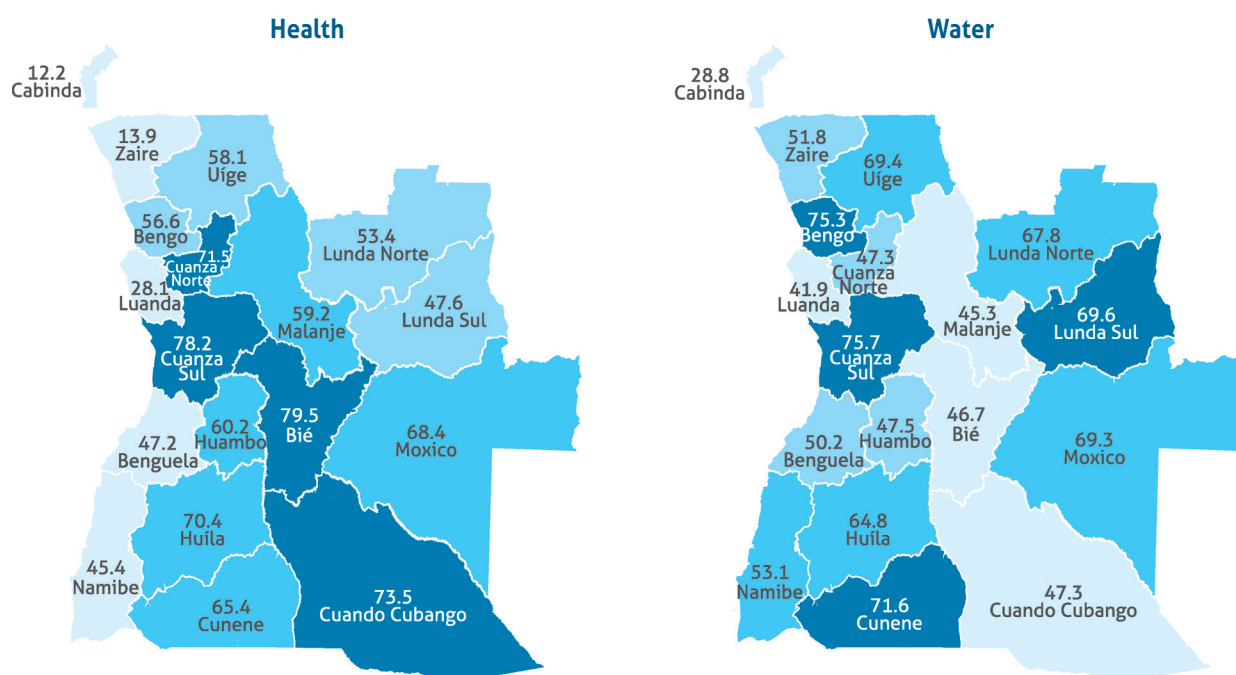 Health
12.2
Cabinda
13.9
Zaire
58.1
Uíge
56.6
Bengo
71.5
Cuanza
Norte
53.4
Lunda Norte
28.1
Luanda
47.6
Lunda Sul
59.2
Malanje
78.2
Cuanza
Sul
79.5
Bié
60.2
Huambo
68.4
Moxico
47.2
Benguela
70.4
Huíla
45.4
Namibe
65.4
Cunene
73.5
Cuando Cubango
Water
28.8
Cabinda
51.8
Zaire
69.4
Uíge
75.3
Bengo
47.3
Cuanza
Norte
67.8
Lunda Norte
41.9
Luanda
69.6
Lunda Sul
45.3
Malanje
75.7
Cuanza
Sul
46.7
Bié
47.5
Huambo
69.3
Moxico
50.2
Benguela
64.8
Huíla
53.1
Namibe
71.6
Cunene
47.3
Cuando Cubango